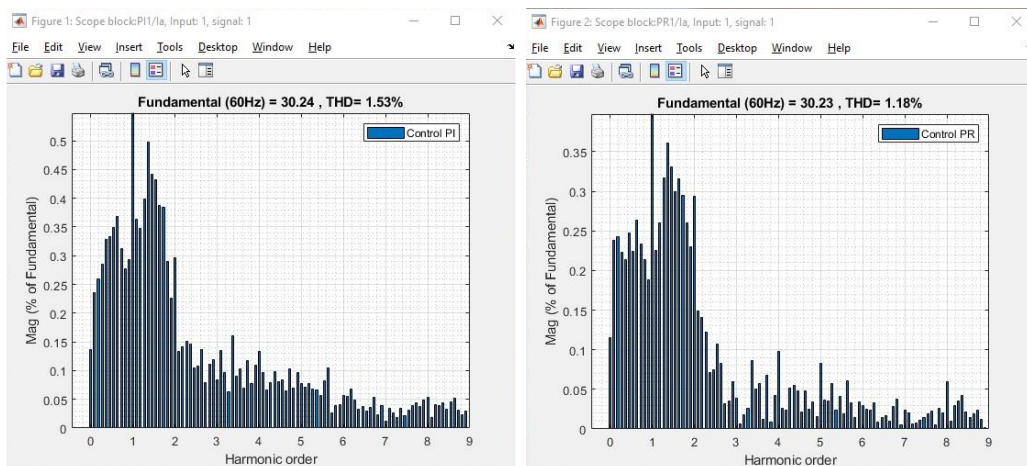 Figure 1: Scope block:PI1/Ia, Input: 1, signal: 1
File Edit View Insert Tools Desktop Window Help
Fundamental (60Hz) = 30.24 , THD= 1.53%
Control PI
Mag (% of Fundamental)
0.5
0.45
0.4
0.35
0.3
0.25
0.2
0.15
0.1
0.05
0
0 1 2 3 4 5 6 7 8 9
Harmonic order
Figure 2: Scope block:PR1/Ia, Input: 1, signal: 1
File Edit View Insert Tools Desktop Window Help
Fundamental (60Hz) = 30.23 , THD= 1.18%
Control PR
Mag (% of Fundamental)
0.35
0.3
0.25
0.2
0.15
0.1
0.05
0
0 1 2 3 4 5 6 7 8 9
Harmonic order